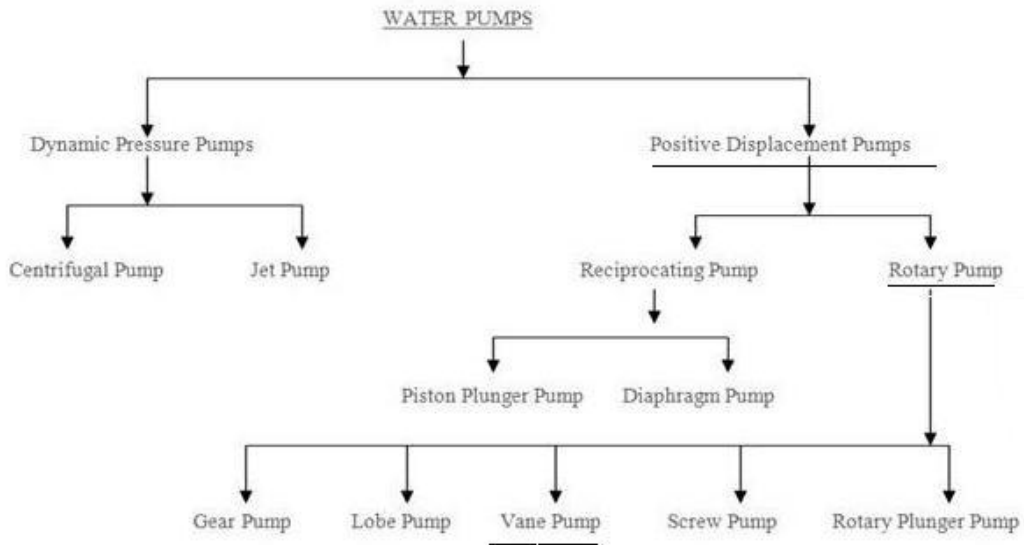 WATER PUMPS
Dynamic Pressure Pumps
Positive Displacement Pumps
Centrifugal Pump
Jet Pump
Reciprocating Pump
Rotary Pump
Piston Plunger Pump
Diaphragm Pump
Gear Pump
Lobe Pump
Vane Pump
Screw Pump
Rotary Plunger Pump